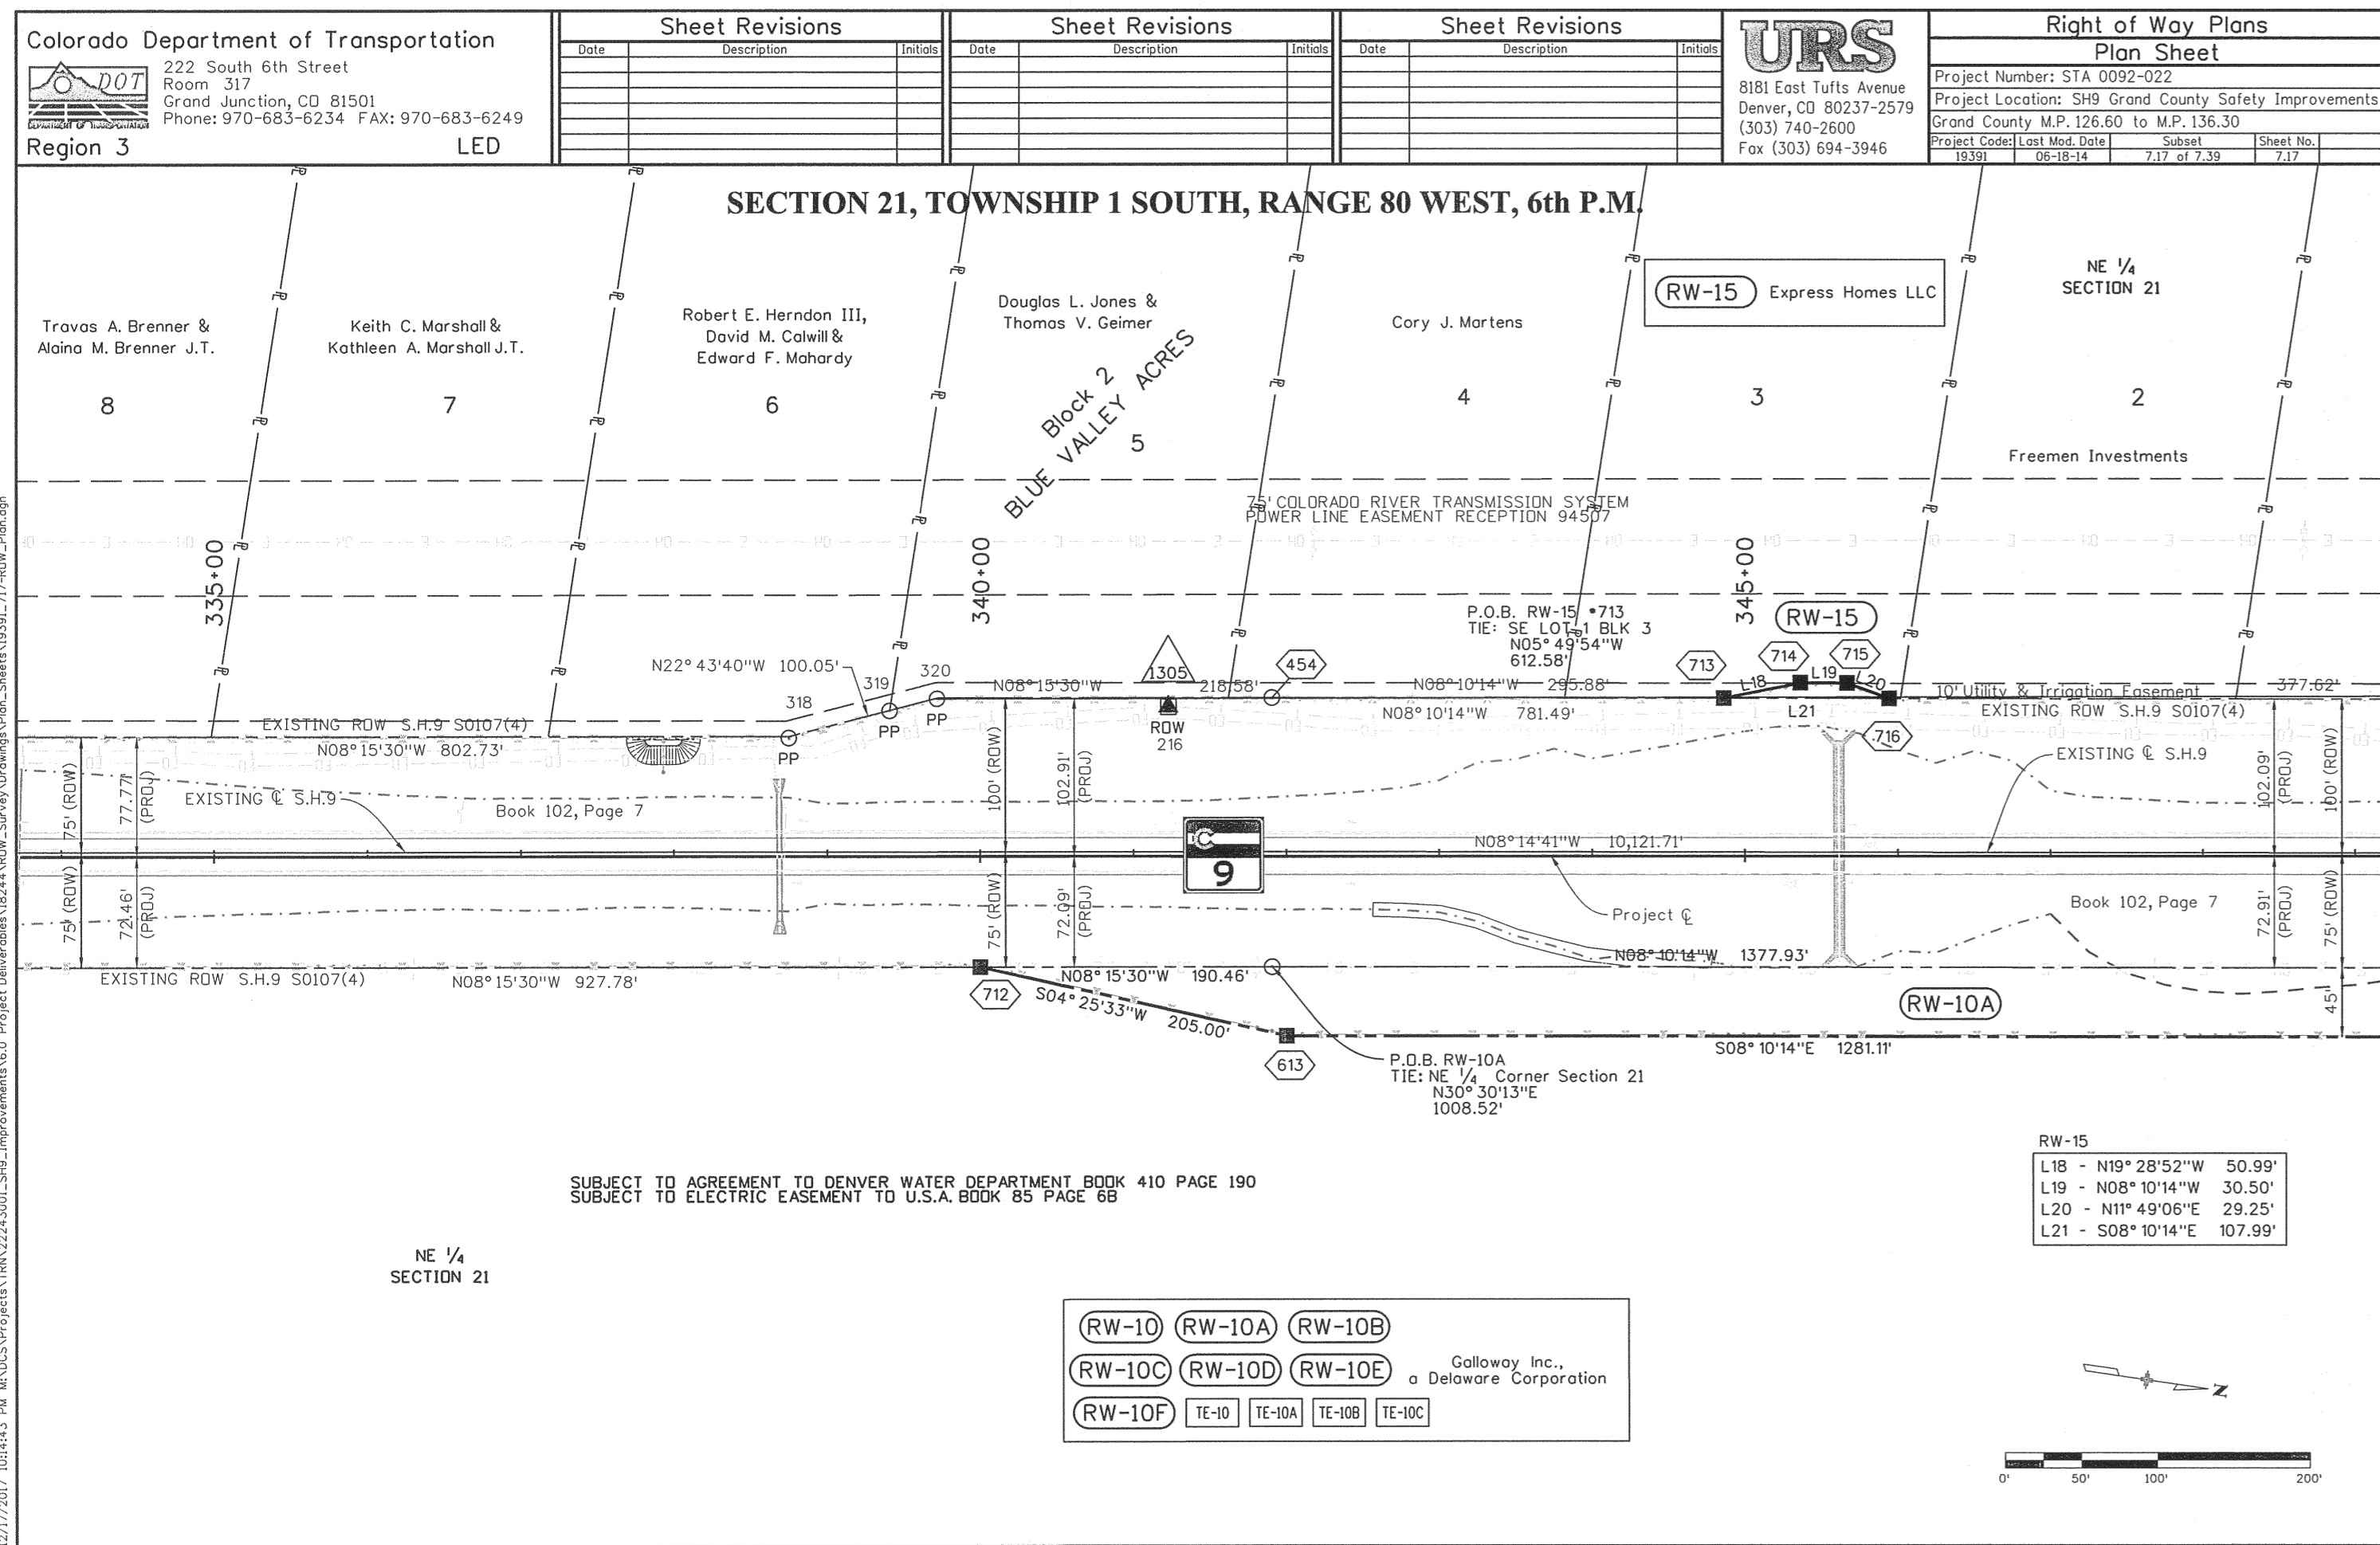 Colorado Department of Transportation
DOT
DEPARTMENT OF TRANSPORTATION
222 South 6th Street
Room 317
Grand Junction, CO 81501
Phone: 970-683-6234 FAX: 970-683-6249
Region 3 LED
Sheet Revisions
Date Description Initials
Sheet Revisions
Date Description Initials
Sheet Revisions
Date Description Initials
URS
8181 East Tufts Avenue
Denver, CO 80237-2579
(303) 740-2600
Fax (303) 694-3946
Right of Way Plans
Plan Sheet
Project Number: STA 0092-022
Project Location: SH9 Grand County Safety Improvements
Grand County M.P. 126.60 to M.P. 136.30
Project Code: Last Mod. Date Subset Sheet No.
19391 06-18-14 7.17 of 7.39 7.17
SECTION 21, TOWNSHIP 1 SOUTH, RANGE 80 WEST, 6th P.M.
Travas A. Brenner &
Alaina M. Brenner J.T.
8
Keith C. Marshall &
Kathleen A. Marshall J.T.
7
Robert E. Herndon III,
David M. Calwill &
Edward F. Mahardy
6
Douglas L. Jones &
Thomas V. Geimer
Block 2
BLUE VALLEY ACRES
5
Cory J. Martens
4
RW-15 Express Homes LLC
3
NE 1/4
SECTION 21
2
Freemen Investments
75' COLORADO RIVER TRANSMISSION SYSTEM
POWER LINE EASEMENT RECEPTION 94507
335+00
340+00
345+00
P.O.B. RW-15 •713
TIE: SE LOT 1 BLK 3
N05° 49'54"W
612.58'
RW-15
N22° 43'40"W 100.05'
318
319
320
PP
PP
PP
1305
ROW
216
454
713
714
715
716
L18
L19
L20
L21
EXISTING ROW S.H.9 S0107(4)
N08° 15'30"W 802.73'
N08° 15'30"W 218.58'
N08° 10'14"W 295.88'
N08° 10'14"W 781.49'
10' Utility & Irrigation Easement 377.62'
EXISTING ROW S.H.9 S0107(4)
75' (ROW)
77.77' (PROJ)
100' (ROW)
102.91' (PROJ)
102.09' (PROJ)
100' (ROW)
EXISTING ℄ S.H.9
Book 102, Page 7
EXISTING ℄ S.H.9
N08° 14'41"W 10,121.71'
9
75' (ROW)
72.46' (PROJ)
75' (ROW)
72.09' (PROJ)
72.91' (PROJ)
75' (ROW)
Project ℄
Book 102, Page 7
EXISTING ROW S.H.9 S0107(4)
N08° 15'30"W 927.78'
712
N08° 15'30"W 190.46'
S04° 25'33"W 205.00'
613
N08° 10'14"W 1377.93'
RW-10A
45'
S08° 10'14"E 1281.11'
P.O.B. RW-10A
TIE: NE 1/4 Corner Section 21
N30° 30'13"E
1008.52'
SUBJECT TO AGREEMENT TO DENVER WATER DEPARTMENT BOOK 410 PAGE 190
SUBJECT TO ELECTRIC EASEMENT TO U.S.A. BOOK 85 PAGE 6B
NE 1/4
SECTION 21
RW-15
L18 - N19° 28'52"W 50.99'
L19 - N08° 10'14"W 30.50'
L20 - N11° 49'06"E 29.25'
L21 - S08° 10'14"E 107.99'
RW-10 RW-10A RW-10B
RW-10C RW-10D RW-10E
RW-10F TE-10 TE-10A TE-10B TE-10C
Galloway Inc.,
a Delaware Corporation
N
0' 50' 100' 200'